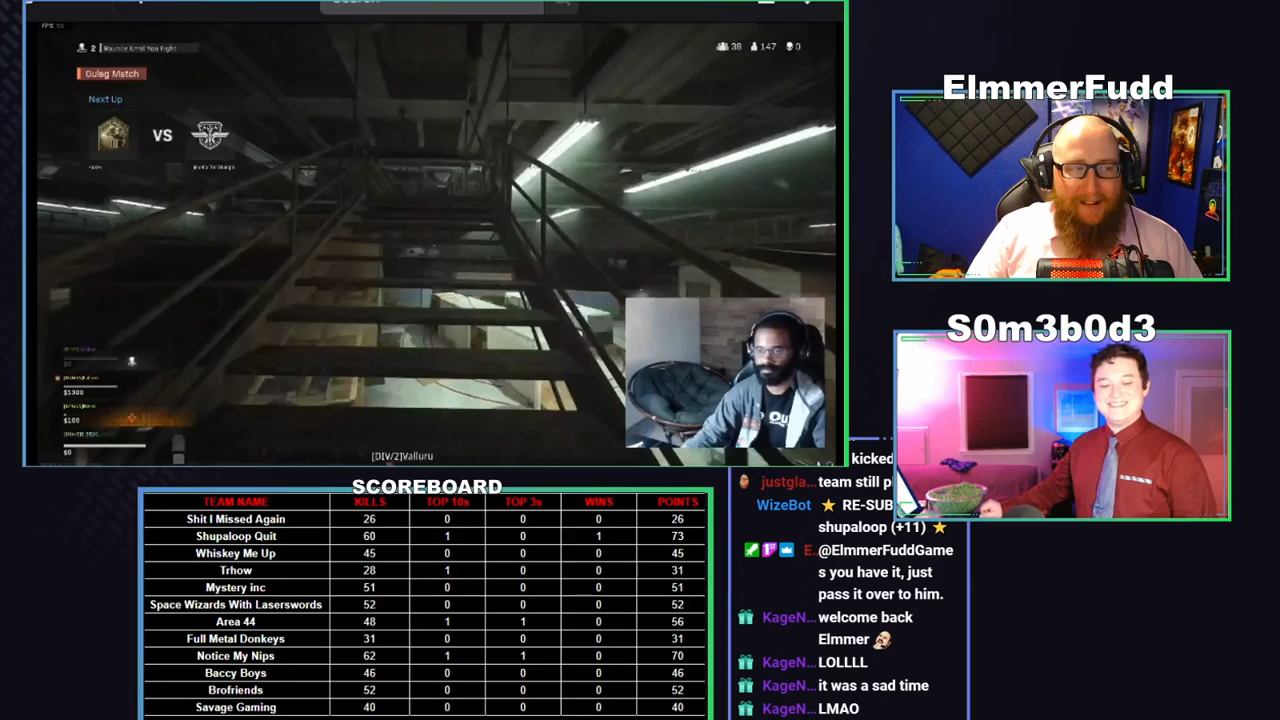 Search
2 | Rounds Until You Fight
38 147 0
Gulag Match
Next Up
VS
$100
$0
[DIV/2]Valluru
ElmmerFudd
S0m3b0d3
SCOREBOARD
TEAM NAME KILLS TOP 10s TOP 3s WINS POINTS
Shit I Missed Again 26 0 0 0 26
Shupaloop Quit 60 1 0 1 73
Whiskey Me Up 45 0 0 0 45
Trhow 28 1 0 0 31
Mystery inc 51 0 0 0 51
Space Wizards With Laserswords 52 0 0 0 52
Area 44 48 1 1 0 56
Full Metal Donkeys 31 0 0 0 31
Notice My Nips 62 1 1 0 70
Baccy Boys 46 0 0 0 46
Brofriends 52 0 0 0 52
Savage Gaming 40 0 0 0 40
kicked
justgla... team still p
WizeBot RE-SUB
shupaloop (+11)
E... @ElmmerFuddGame
s you have it, just
pass it over to him.
KageN... welcome back
Elmmer
KageN... LOLLLL
KageN... it was a sad time
KageN... LMAO